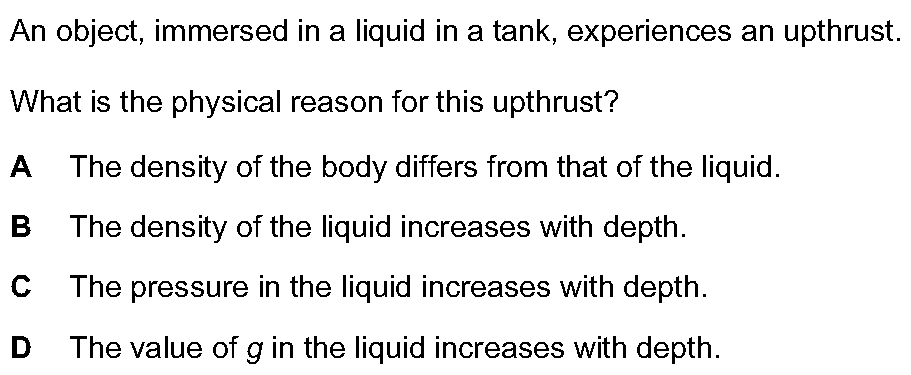 An object, immersed in a liquid in a tank, experiences an upthrust.
What is the physical reason for this upthrust?
A The density of the body differs from that of the liquid.
B The density of the liquid increases with depth.
C The pressure in the liquid increases with depth.
D The value of g in the liquid increases with depth.